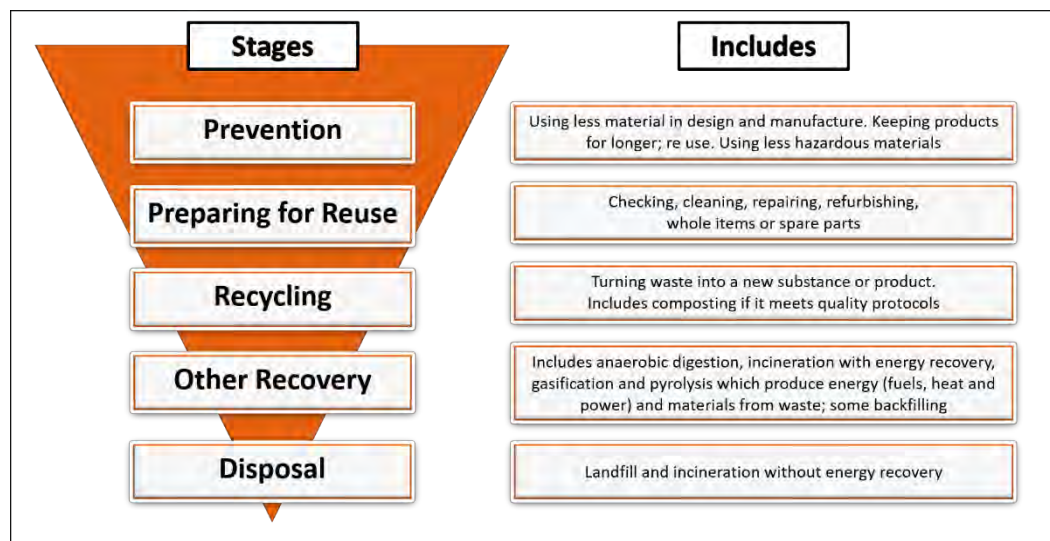 Stages
Includes
Prevention
Using less material in design and manufacture. Keeping products
for longer; re use. Using less hazardous materials
Preparing for Reuse
Checking, cleaning, repairing, refurbishing,
whole items or spare parts
Recycling
Turning waste into a new substance or product.
Includes composting if it meets quality protocols
Other Recovery
Includes anaerobic digestion, incineration with energy recovery,
gasification and pyrolysis which produce energy (fuels, heat and
power) and materials from waste; some backfilling
Disposal
Landfill and incineration without energy recovery